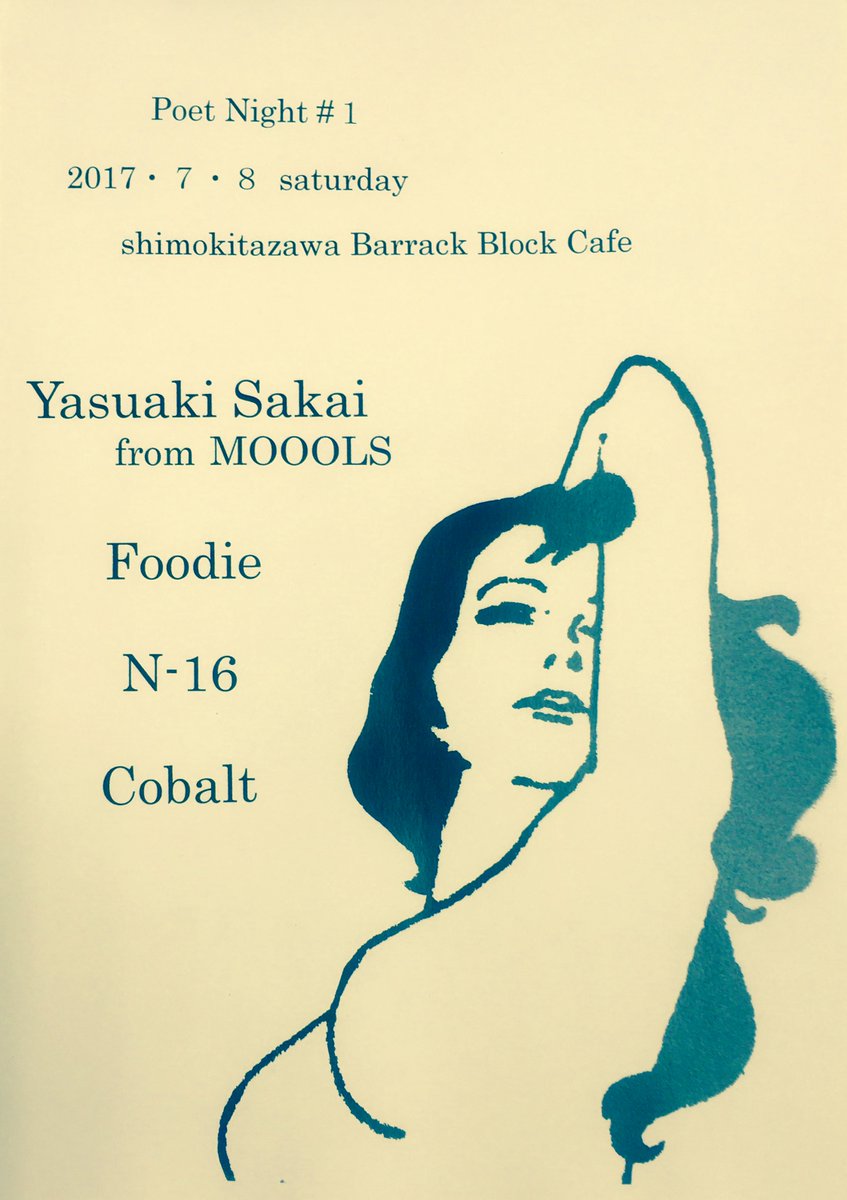 Poet Night # 1
2017・ 7 ・ 8 saturday
shimokitazawa Barrack Block Cafe
Yasuaki Sakai
from MOOOLS
Foodie
N-16
Cobalt